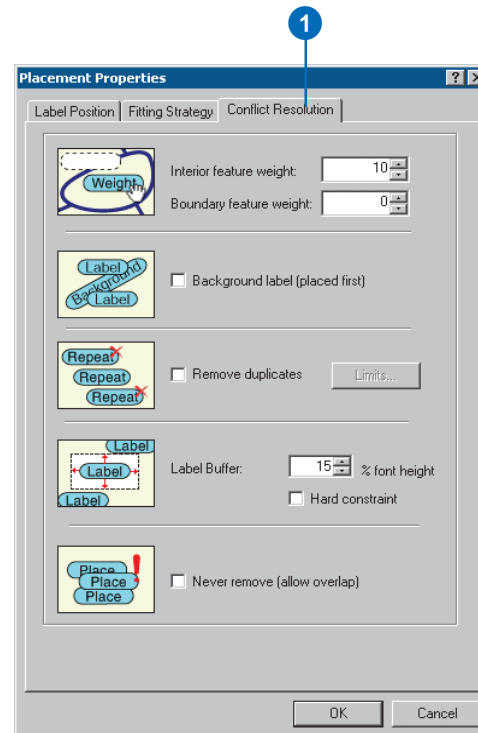 1
Placement Properties
?
Label Position
Fitting Strategy
Conflict Resolution
Weight
Interior feature weight: 10
Boundary feature weight: 0
Label
Background
Label
Background label (placed first)
Repeat
Repeat
Repeat
Remove duplicates
Limits...
Label
Label
Label
Label Buffer: 15 % font height
Hard constraint
Place
Place
Place
!
Never remove (allow overlap)
OK
Cancel